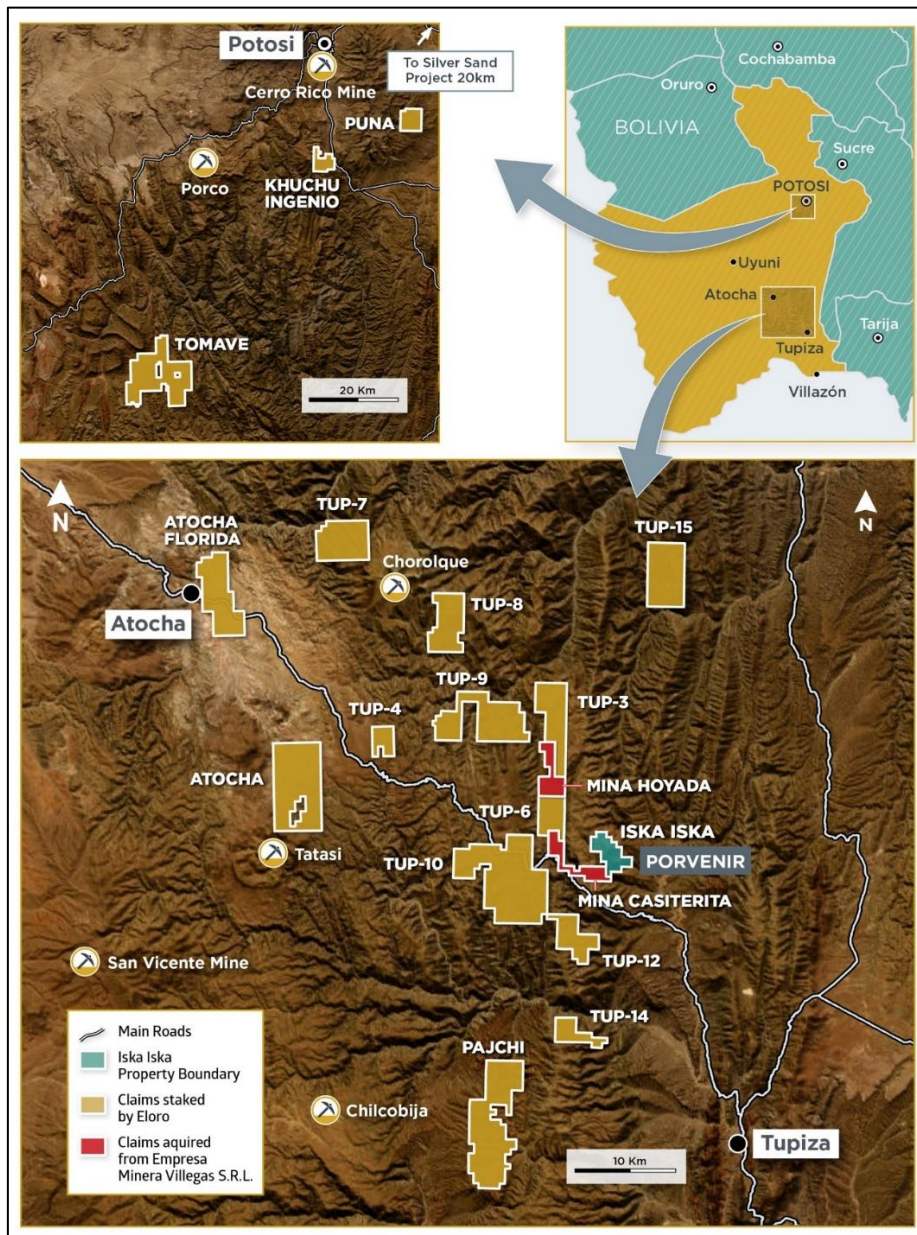 Potosi
Cerro Rico Mine
To Silver Sand
Project 20km
PUNA
Porco
KHUCHU
INGENIO
TOMAVE
20 Km
Cochabamba
Oruro
BOLIVIA
Sucre
POTOSI
Uyuni
Atocha
Tarija
Tupiza
Villazón
N
N
ATOCHA
FLORIDA
TUP-7
TUP-15
Chorolque
Atocha
TUP-8
TUP-9
TUP-3
TUP-4
ATOCHA
MINA HOYADA
TUP-6
ISKA ISKA
PORVENIR
TUP-10
Tatasi
MINA CASITERITA
TUP-12
San Vicente Mine
TUP-14
PAJCHI
Main Roads
Iska Iska
Property Boundary
Claims staked
by Eloro
Claims aquired
from Empresa
Minera Villegas S.R.L.
Chilcobija
10 Km
Tupiza